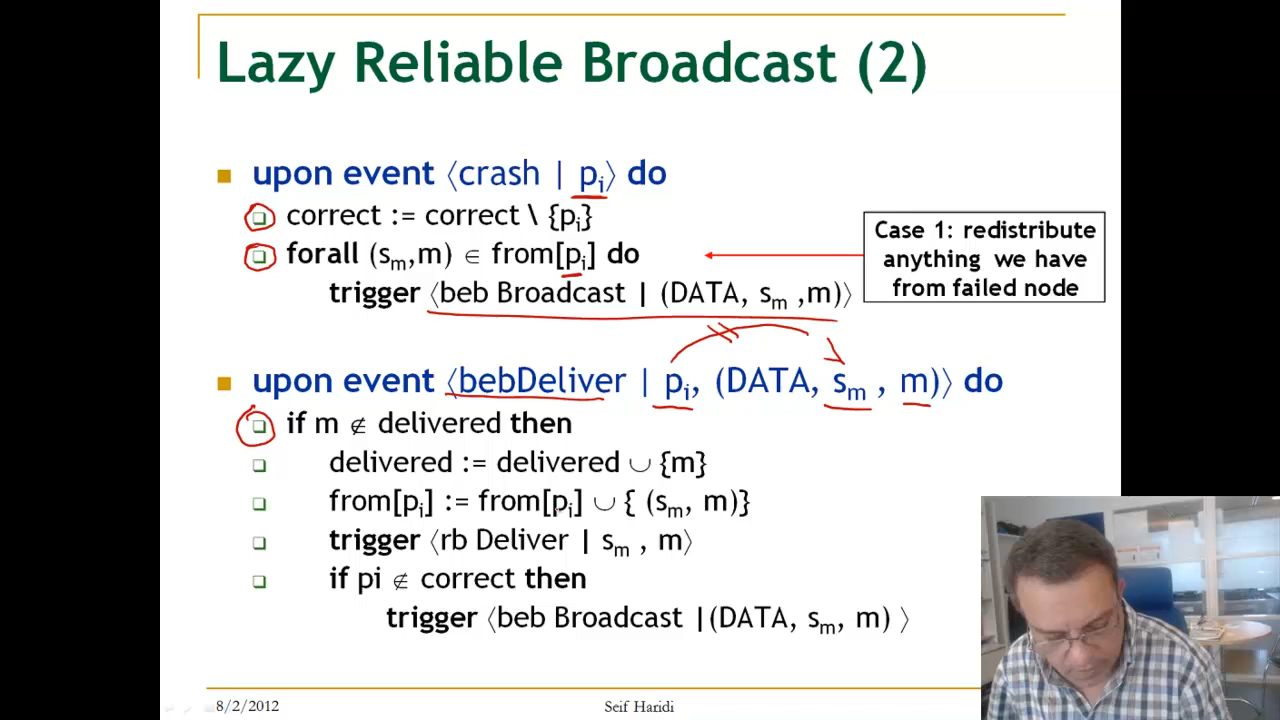 Lazy Reliable Broadcast (2)
upon event ⟨crash | pᵢ⟩ do
correct := correct \ {pᵢ}
forall (sₘ,m) ∈ from[pᵢ] do
trigger ⟨beb Broadcast | (DATA, sₘ ,m)⟩
Case 1: redistribute
anything we have
from failed node
upon event ⟨bebDeliver | pᵢ, (DATA, sₘ , m)⟩ do
if m ∉ delivered then
delivered := delivered ∪ {m}
from[pᵢ] := from[pᵢ] ∪ { (sₘ, m)}
trigger ⟨rb Deliver | sₘ , m⟩
if pi ∉ correct then
trigger ⟨beb Broadcast |(DATA, sₘ, m) ⟩
8/2/2012
Seif Haridi